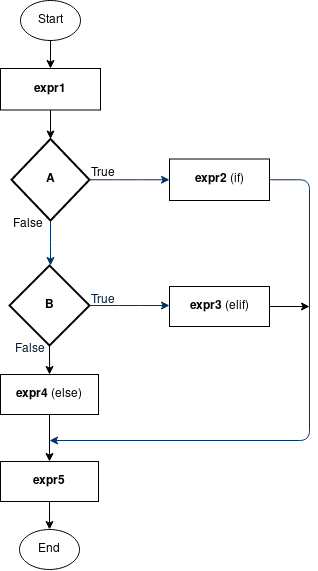 Start
expr1
A
True
expr2 (if)
False
B
True
expr3 (elif)
False
expr4 (else)
expr5
End